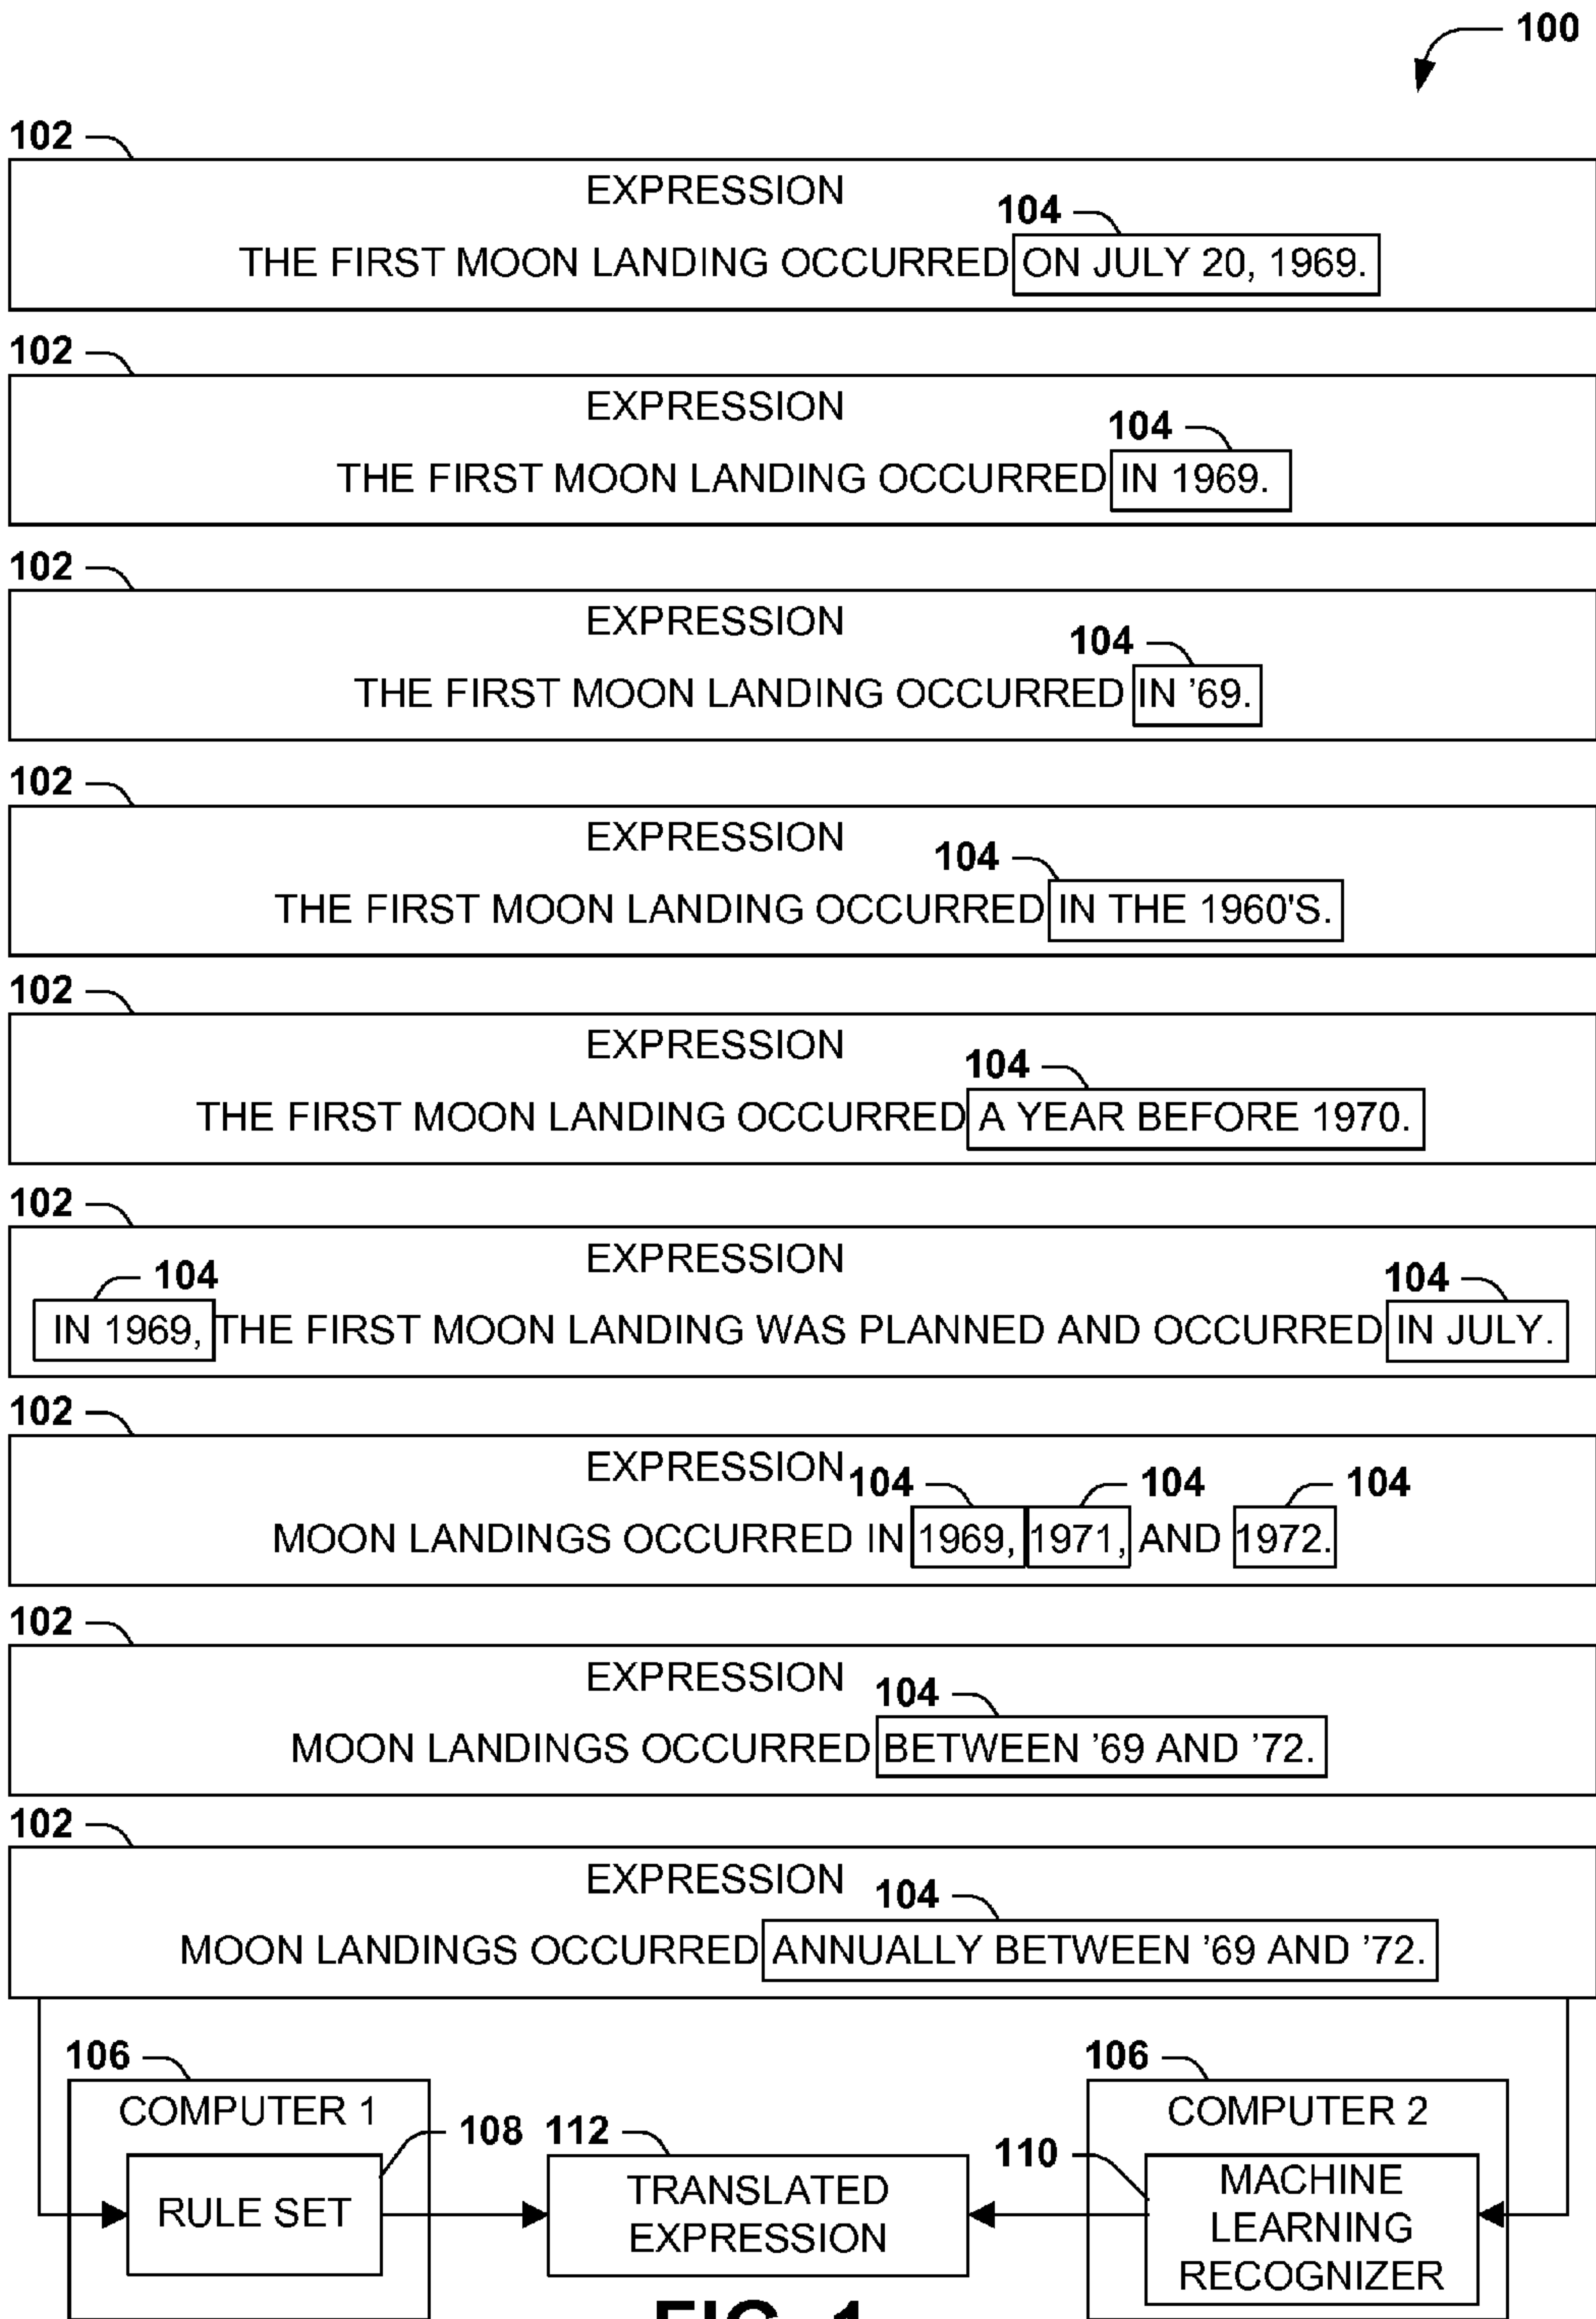 100
102
EXPRESSION
104
THE FIRST MOON LANDING OCCURRED ON JULY 20, 1969.
102
EXPRESSION
104
THE FIRST MOON LANDING OCCURRED IN 1969.
102
EXPRESSION
104
THE FIRST MOON LANDING OCCURRED IN ’69.
102
EXPRESSION
104
THE FIRST MOON LANDING OCCURRED IN THE 1960'S.
102
EXPRESSION
104
THE FIRST MOON LANDING OCCURRED A YEAR BEFORE 1970.
102
EXPRESSION
104 104
IN 1969, THE FIRST MOON LANDING WAS PLANNED AND OCCURRED IN JULY.
102
EXPRESSION
104 104 104
MOON LANDINGS OCCURRED IN 1969, 1971, AND 1972.
102
EXPRESSION
104
MOON LANDINGS OCCURRED BETWEEN ’69 AND ’72.
102
EXPRESSION
104
MOON LANDINGS OCCURRED ANNUALLY BETWEEN ’69 AND ’72.
106
COMPUTER 1
108
RULE SET
112
TRANSLATED
EXPRESSION
106
COMPUTER 2
110
MACHINE
LEARNING
RECOGNIZER
FIG. 1